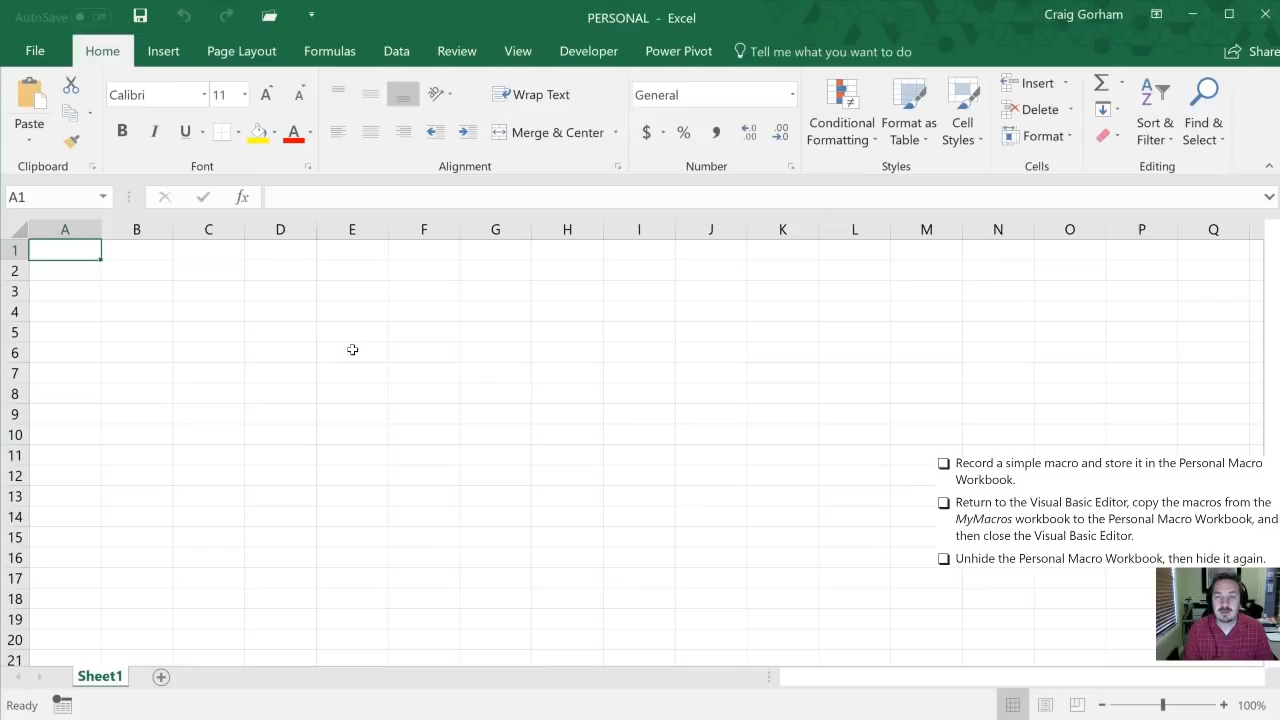 AutoSave Off
PERSONAL - Excel
Craig Gorham
File Home Insert Page Layout Formulas Data Review View Developer Power Pivot Tell me what you want to do Share
Calibri 11
Wrap Text
General
Insert
Delete
Format
Paste
B I U A
Merge & Center
$ % ,
Conditional Formatting
Format as Table
Cell Styles
Sort & Filter
Find & Select
Clipboard Font Alignment Number Styles Cells Editing
A1 fx
A B C D E F G H I J K L M N O P Q
1
2
3
4
5
6
7
8
9
10
11
12
13
14
15
16
17
18
19
20
21
Record a simple macro and store it in the Personal Macro
Workbook.
Return to the Visual Basic Editor, copy the macros from the
MyMacros workbook to the Personal Macro Workbook, and
then close the Visual Basic Editor.
Unhide the Personal Macro Workbook, then hide it again.
Sheet1
Ready
100%